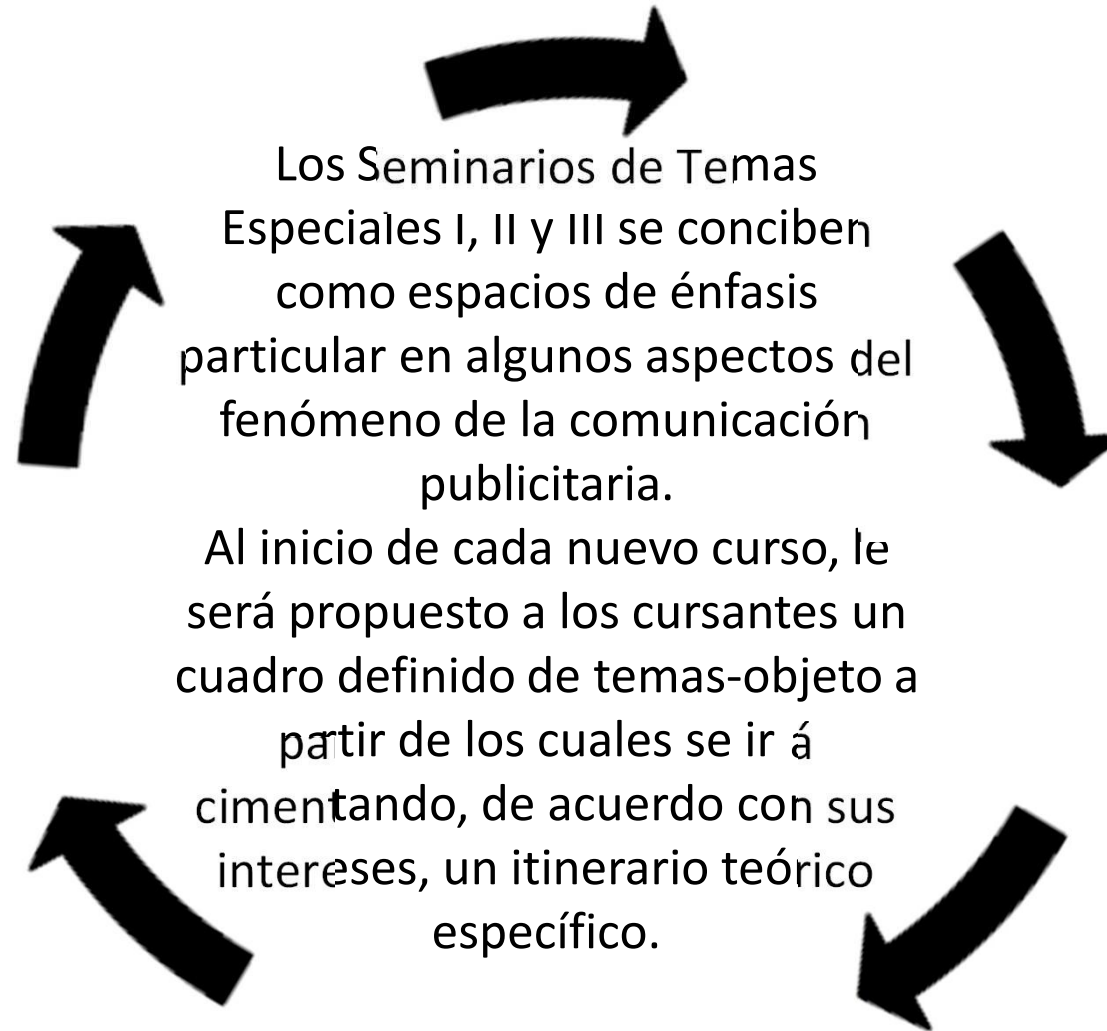 Los Seminarios de Temas
Especiales I, II y III se conciben
como espacios de énfasis
particular en algunos aspectos del
fenómeno de la comunicación
publicitaria.
Al inicio de cada nuevo curso, le
será propuesto a los cursantes un
cuadro definido de temas-objeto a
partir de los cuales se ir á
cimentando, de acuerdo con sus
intereses, un itinerario teórico
específico.